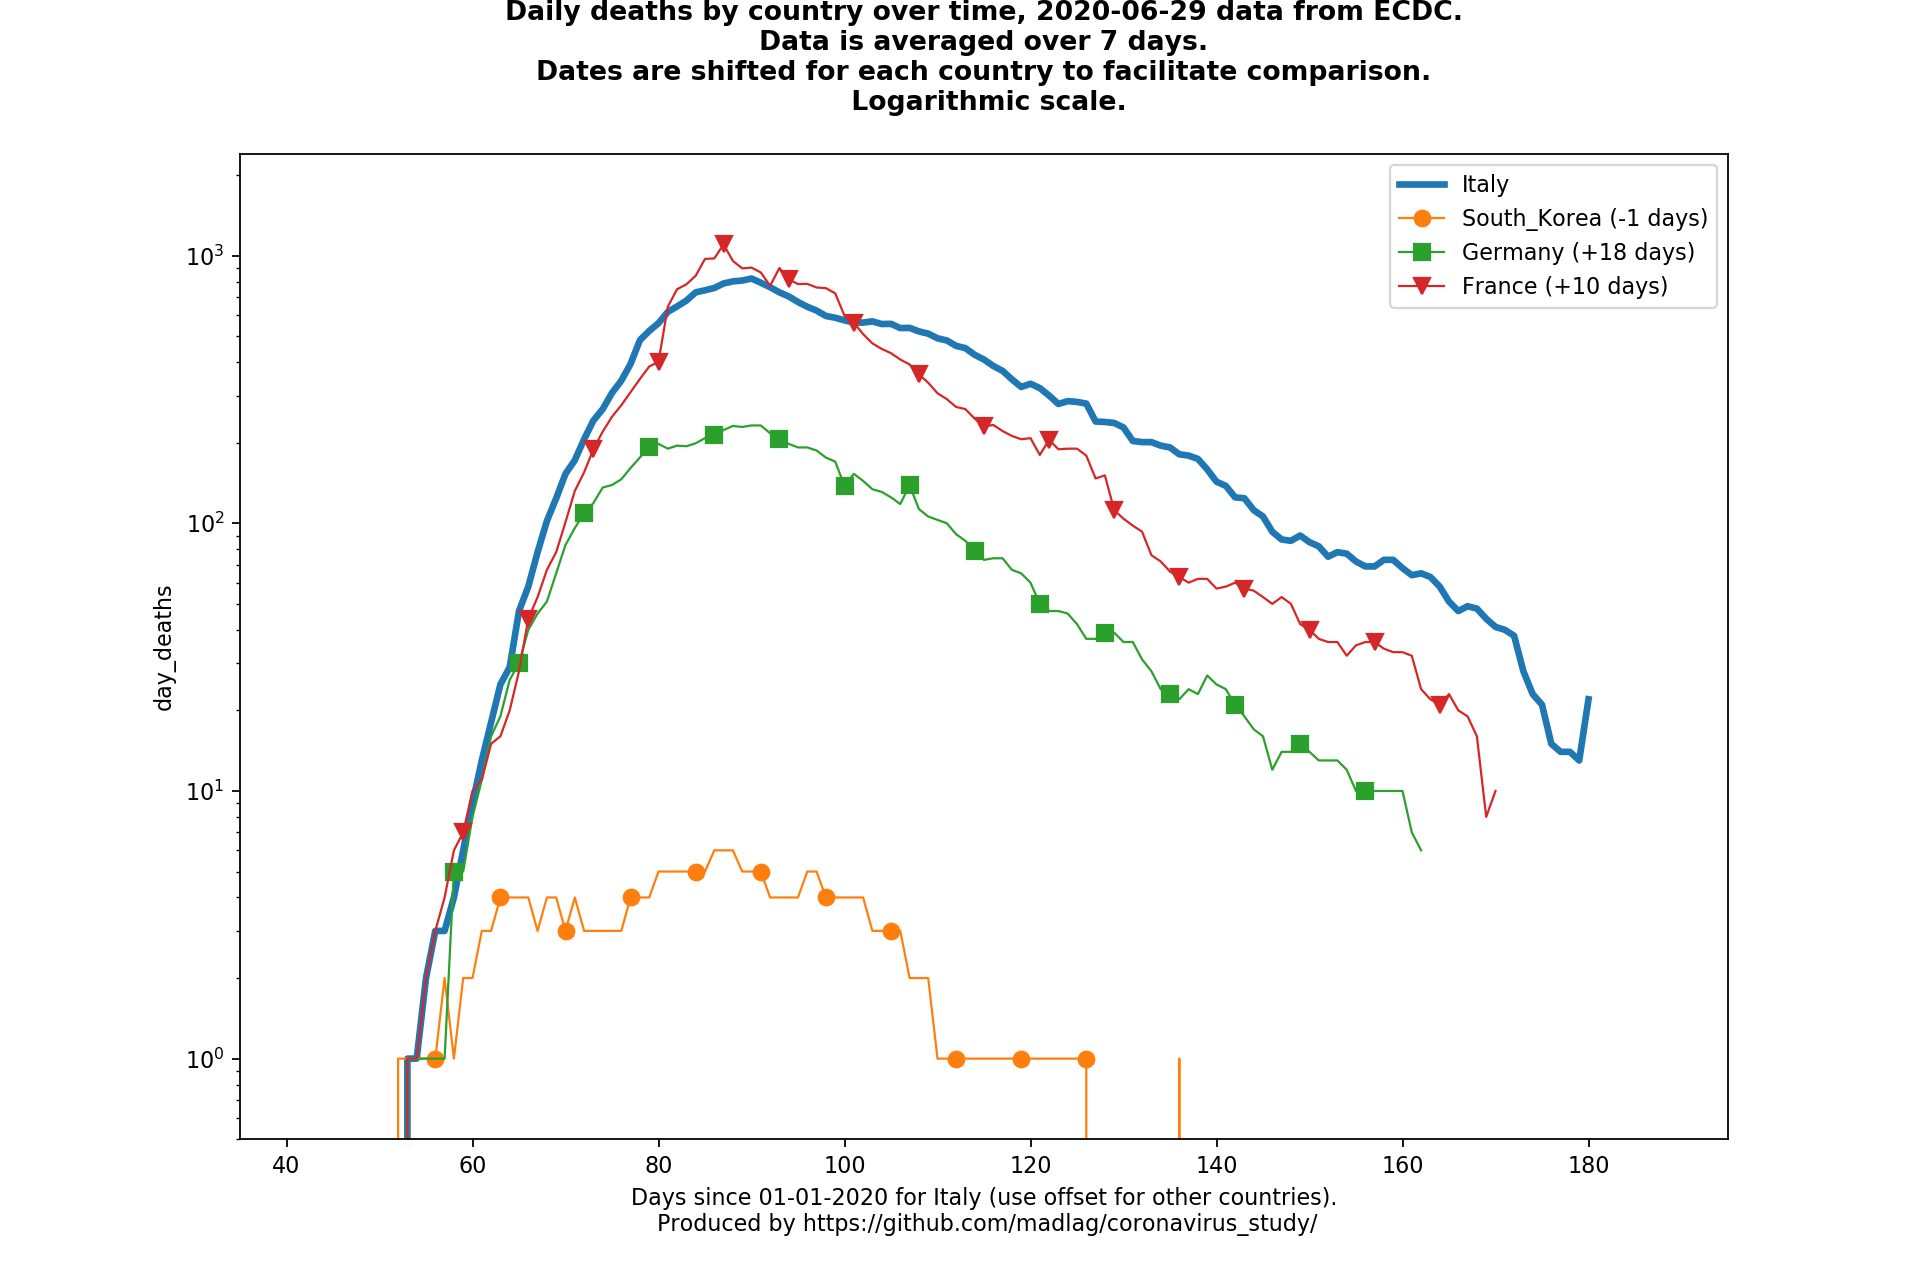 Daily deaths by country over time, 2020-06-29 data from ECDC.
Data is averaged over 7 days.
Dates are shifted for each country to facilitate comparison.
Logarithmic scale.
Italy
South_Korea (-1 days)
Germany (+18 days)
France (+10 days)
day_deaths
10³
10²
10¹
10⁰
40 60 80 100 120 140 160 180
Days since 01-01-2020 for Italy (use offset for other countries).
Produced by https://github.com/madlag/coronavirus_study/